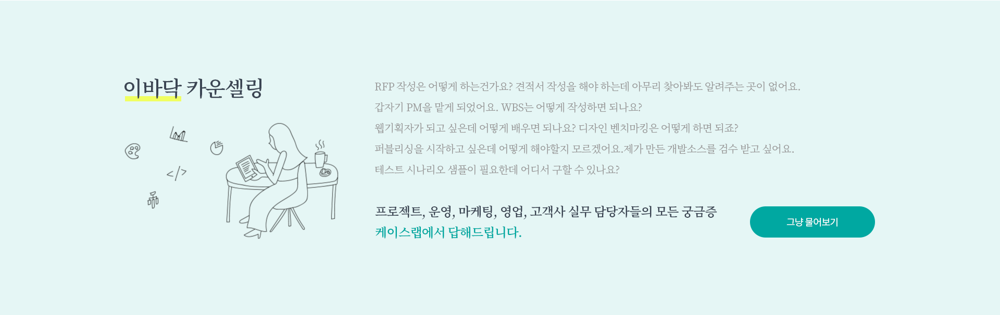 이바닥 카운셀링
RFP 작성은 어떻게 하는건가요? 견적서 작성을 해야 하는데 아무리 찾아봐도 알려주는 곳이 없어요.
갑자기 PM을 맡게 되었어요. WBS는 어떻게 작성하면 되나요?
웹기획자가 되고 싶은데 어떻게 배우면 되나요? 디자인 벤치마킹은 어떻게 하면 되죠?
퍼블리싱을 시작하고 싶은데 어떻게 해야할지 모르겠어요.제가 만든 개발소스를 검수 받고 싶어요.
테스트 시나리오 샘플이 필요한데 어디서 구할 수 있나요?
프로젝트, 운영, 마케팅, 영업, 고객사 실무 담당자들의 모든 궁금증
케이스랩에서 답해드립니다.
그냥 물어보기